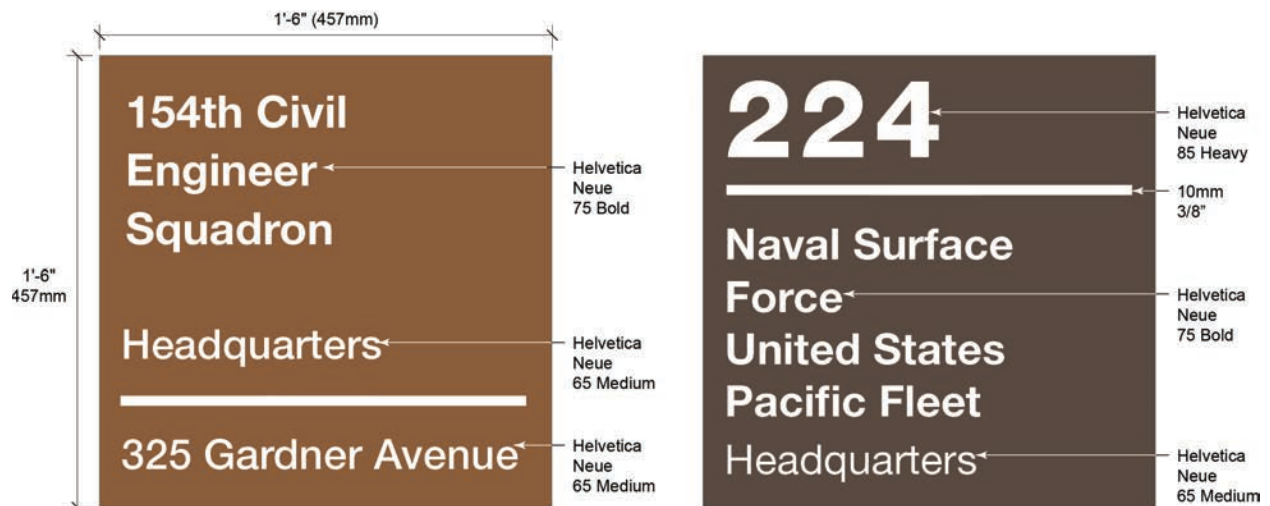 1'-6" (457mm)
154th Civil
Engineer
Squadron
Helvetica
Neue
75 Bold
1'-6"
457mm
Headquarters
Helvetica
Neue
65 Medium
325 Gardner Avenue
Helvetica
Neue
65 Medium
224
Helvetica
Neue
85 Heavy
10mm
3/8"
Naval Surface
Force
United States
Pacific Fleet
Helvetica
Neue
75 Bold
Headquarters
Helvetica
Neue
65 Medium